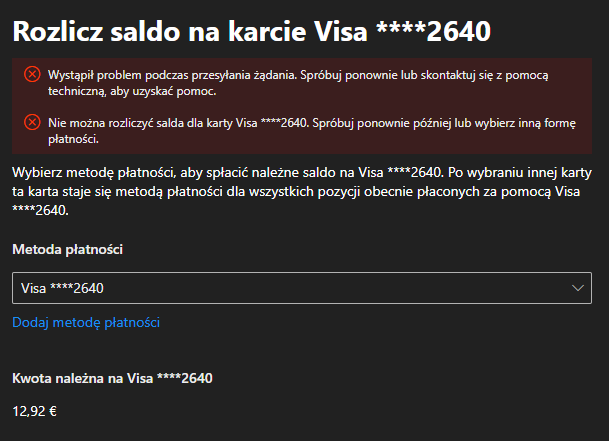 Rozlicz saldo na karcie Visa ****2640
Wystąpił problem podczas przesyłania żądania. Spróbuj ponownie lub skontaktuj się z pomocą
techniczną, aby uzyskać pomoc.
Nie można rozliczyć salda dla karty Visa ****2640. Spróbuj ponownie później lub wybierz inną formę
płatności.
Wybierz metodę płatności, aby spłacić należne saldo na Visa ****2640. Po wybraniu innej karty
ta karta staje się metodą płatności dla wszystkich pozycji obecnie płaconych za pomocą Visa
****2640.
Metoda płatności
Visa ****2640
Dodaj metodę płatności
Kwota należna na Visa ****2640
12,92 €